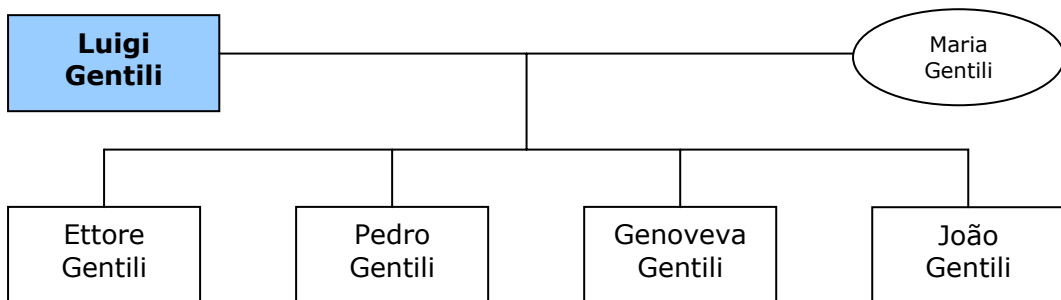 Luigi
Gentili
Maria
Gentili
Ettore
Gentili
Pedro
Gentili
Genoveva
Gentili
João
Gentili